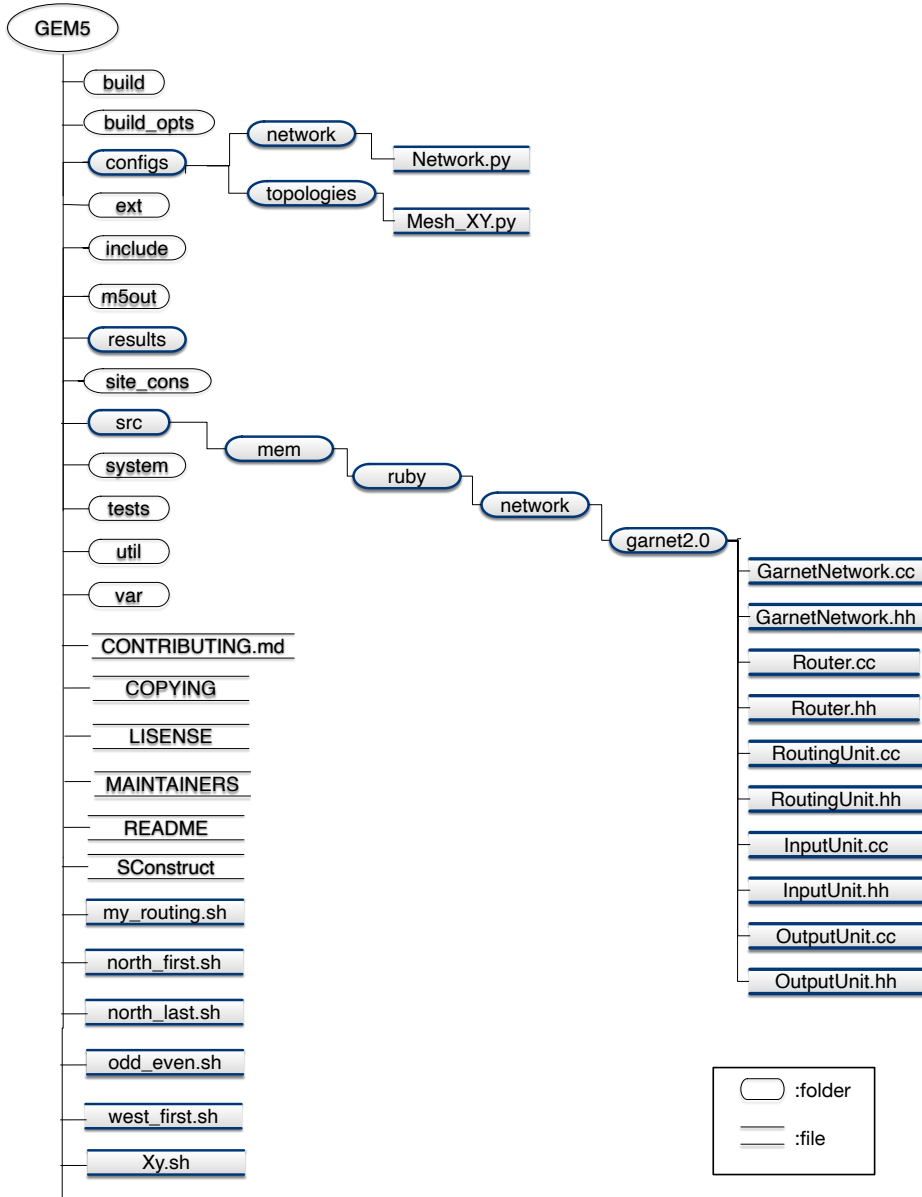 GEM5
build
build_opts
configs
network
Network.py
topologies
Mesh_XY.py
ext
include
m5out
results
site_cons
src
mem
ruby
network
garnet2.0
GarnetNetwork.cc
GarnetNetwork.hh
Router.cc
Router.hh
RoutingUnit.cc
RoutingUnit.hh
InputUnit.cc
InputUnit.hh
OutputUnit.cc
OutputUnit.hh
system
tests
util
var
CONTRIBUTING.md
COPYING
LISENSE
MAINTAINERS
README
SConstruct
my_routing.sh
north_first.sh
north_last.sh
odd_even.sh
west_first.sh
Xy.sh
:folder
:file